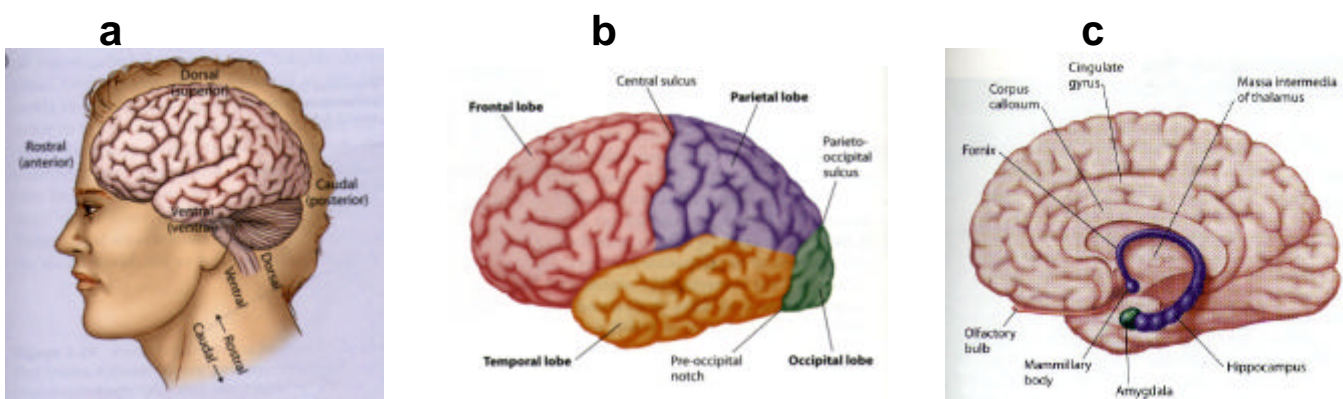 a
Dorsal
(superior)
Rostral
(anterior)
Caudal
(posterior)
Ventral
(ventral)
Ventral
Dorsal
Rostral
Caudal
b
Central sulcus
Frontal lobe
Parietal lobe
Parieto-
occipital
sulcus
Temporal lobe
Pre-occipital
notch
Occipital lobe
c
Cingulate
gyrus
Corpus
callosum
Massa intermedia
of thalamus
Fornix
Olfactory
bulb
Mammillary
body
Amygdala
Hippocampus